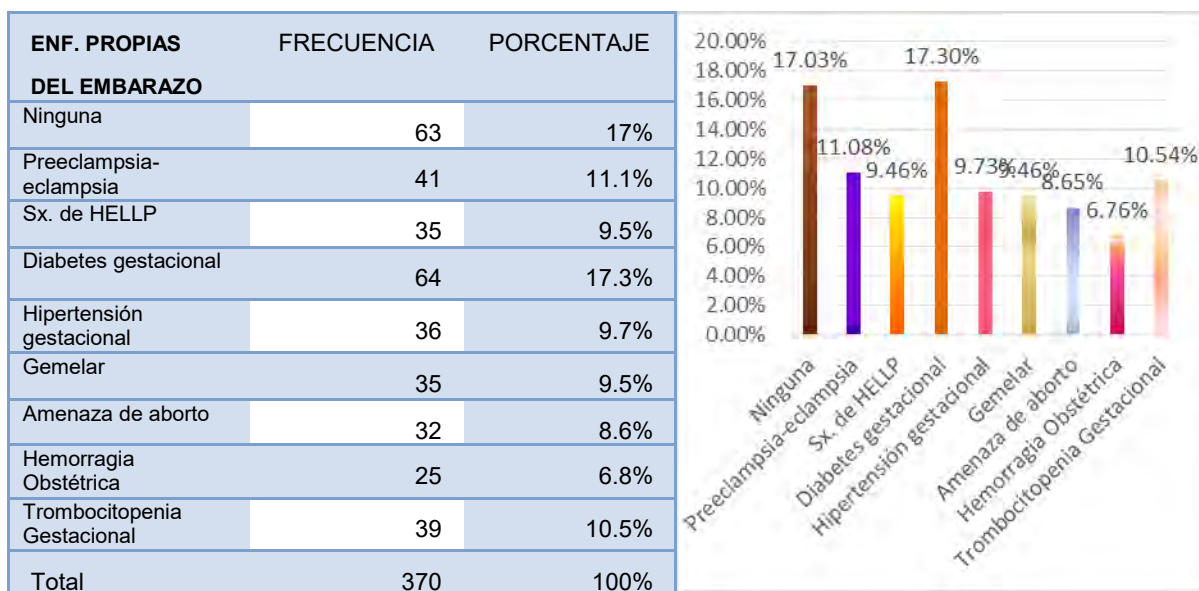 ENF. PROPIAS FRECUENCIA PORCENTAJE
DEL EMBARAZO
Ninguna 63 17%
Preeclampsia-
eclampsia 41 11.1%
Sx. de HELLP 35 9.5%
Diabetes gestacional 64 17.3%
Hipertensión
gestacional 36 9.7%
Gemelar 35 9.5%
Amenaza de aborto 32 8.6%
Hemorragia
Obstétrica 25 6.8%
Trombocitopenia
Gestacional 39 10.5%
Total 370 100%
20.00%
18.00%
16.00%
14.00%
12.00%
10.00%
8.00%
6.00%
4.00%
2.00%
0.00%
17.03%
11.08%
9.46%
17.30%
9.73%
9.46%
8.65%
6.76%
10.54%
Ninguna
Preeclampsia-eclampsia
Sx. de HELLP
Diabetes gestacional
Hipertensión gestacional
Gemelar
Amenaza de aborto
Hemorragia Obstétrica
Trombocitopenia Gestacional